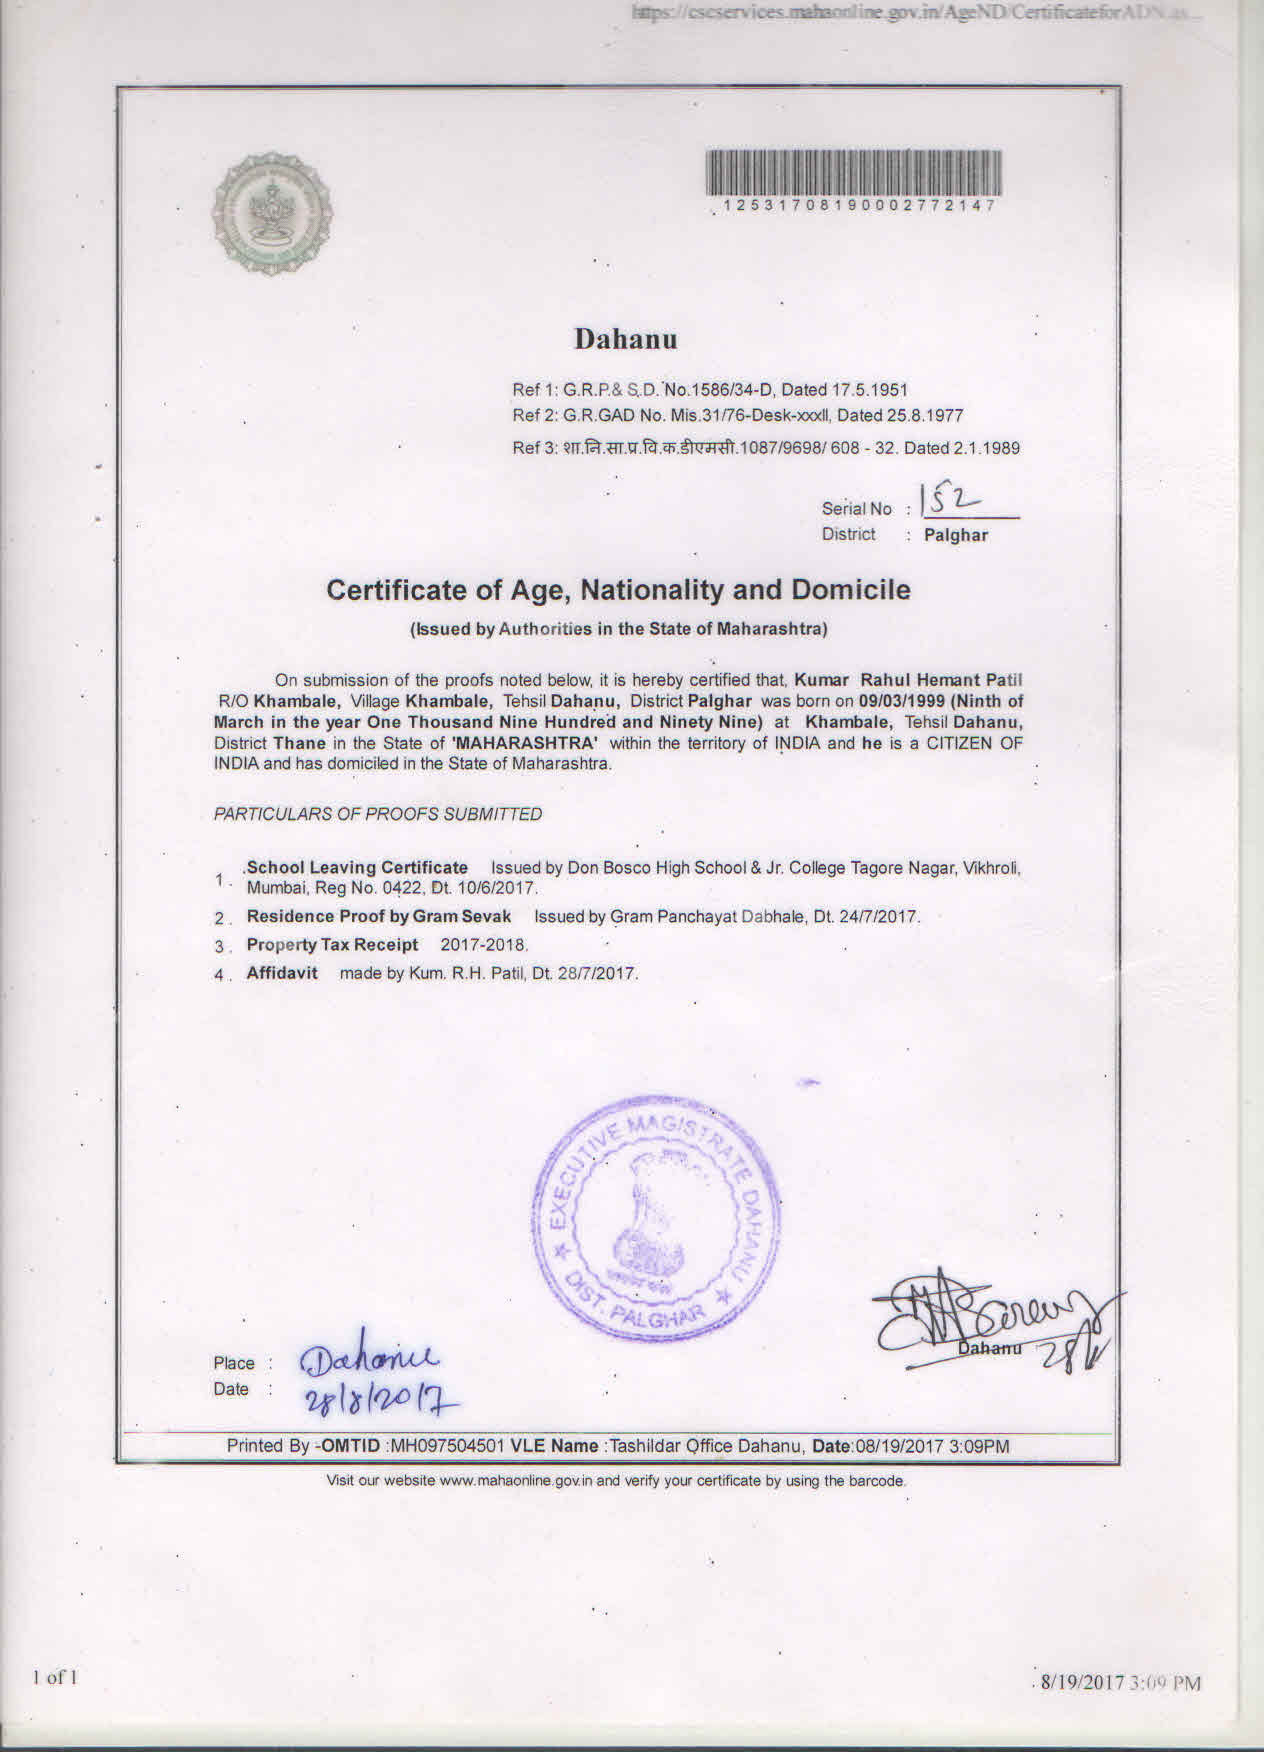 https://cscservices.mahaonline.gov.in/AgeND/CertificateforADN.as...
125317081900027721​47
Dahanu
Ref 1: G.R.P.& S.D. No.1586/34-D, Dated 17.5.1951
Ref 2: G.R.GAD No. Mis.31/76-Desk-xxxII, Dated 25.8.1977
Ref 3: शा.नि.सा.प्र.वि.क.डीएमसी.1087/9698/ 608 - 32. Dated 2.1.1989
Serial No : 152
District : Palghar
Certificate of Age, Nationality and Domicile
(Issued by Authorities in the State of Maharashtra)
On submission of the proofs noted below, it is hereby certified that, Kumar Rahul Hemant Patil
R/O Khambale, Village Khambale, Tehsil Dahanu, District Palghar was born on 09/03/1999 (Ninth of
March in the year One Thousand Nine Hundred and Ninety Nine) at Khambale, Tehsil Dahanu,
District Thane in the State of 'MAHARASHTRA' within the territory of INDIA and he is a CITIZEN OF
INDIA and has domiciled in the State of Maharashtra.
PARTICULARS OF PROOFS SUBMITTED
1 . School Leaving Certificate Issued by Don Bosco High School & Jr. College Tagore Nagar, Vikhroli,
Mumbai, Reg No. 0422, Dt. 10/6/2017.
2 . Residence Proof by Gram Sevak Issued by Gram Panchayat Dabhale, Dt. 24/7/2017.
3 . Property Tax Receipt 2017-2018.
4 . Affidavit made by Kum. R.H. Patil, Dt. 28/7/2017.
EXECUTIVE MAGISTRATE DAHANU
DIST. PALGHAR
Dahanu
Place : Dahanu
Date : 28/8/2017
Printed By -OMTID :MH097504501 VLE Name :Tashildar Office Dahanu, Date:08/19/2017 3:09PM
Visit our website www.mahaonline.gov.in and verify your certificate by using the barcode.
1 of 1
8/19/2017 3:09 PM